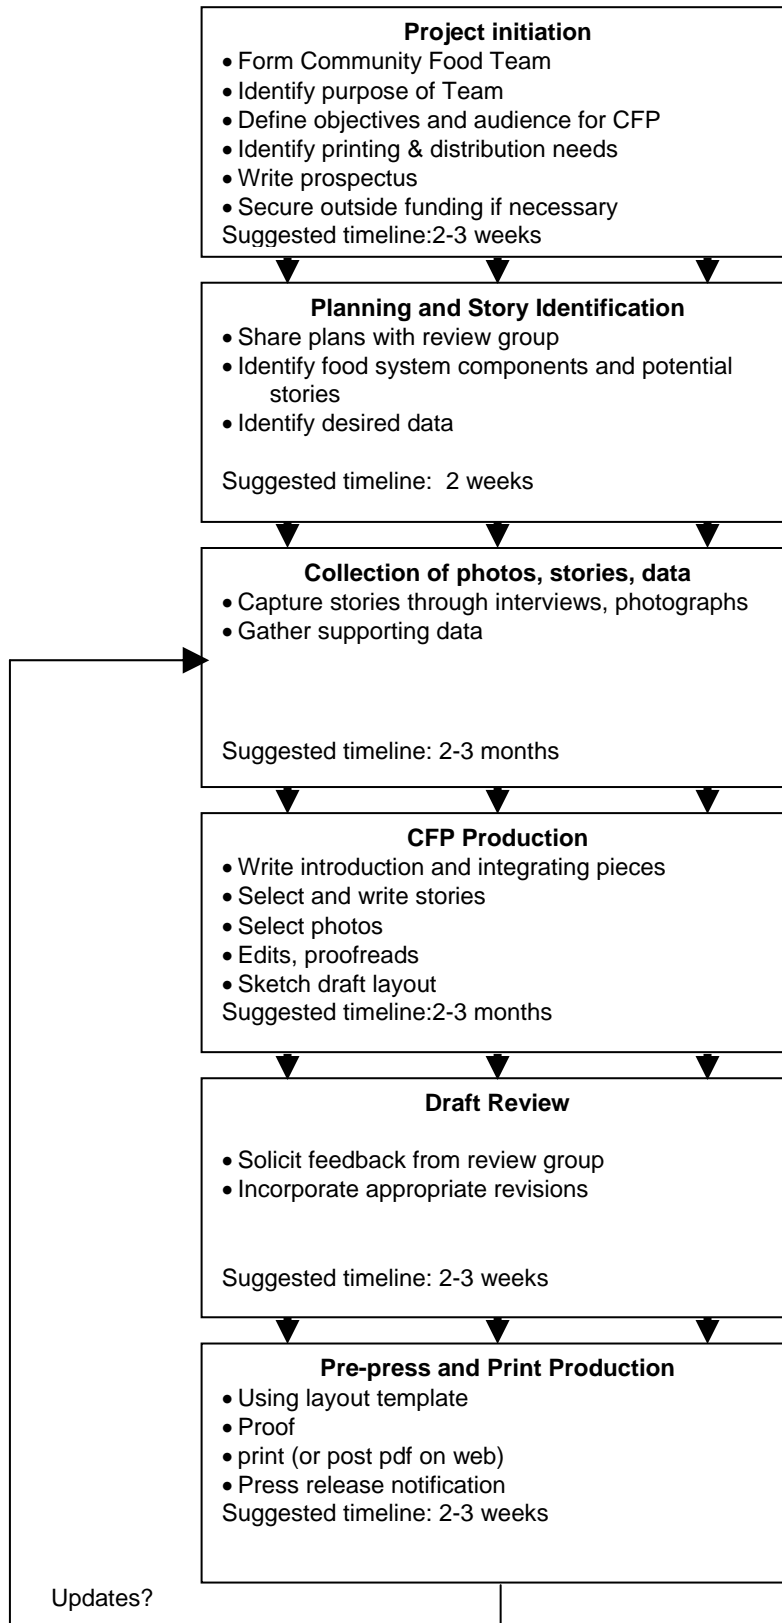 Project initiation
• Form Community Food Team
• Identify purpose of Team
• Define objectives and audience for CFP
• Identify printing & distribution needs
• Write prospectus
• Secure outside funding if necessary
Suggested timeline:2-3 weeks
Planning and Story Identification
• Share plans with review group
• Identify food system components and potential
stories
• Identify desired data
Suggested timeline:  2 weeks
Collection of photos, stories, data
• Capture stories through interviews, photographs
• Gather supporting data
Suggested timeline: 2-3 months
CFP Production
• Write introduction and integrating pieces
• Select and write stories
• Select photos
• Edits, proofreads
• Sketch draft layout
Suggested timeline:2-3 months
Draft Review
• Solicit feedback from review group
• Incorporate appropriate revisions
Suggested timeline: 2-3 weeks
Pre-press and Print Production
• Using layout template
• Proof
• print (or post pdf on web)
• Press release notification
Suggested timeline: 2-3 weeks
Updates?